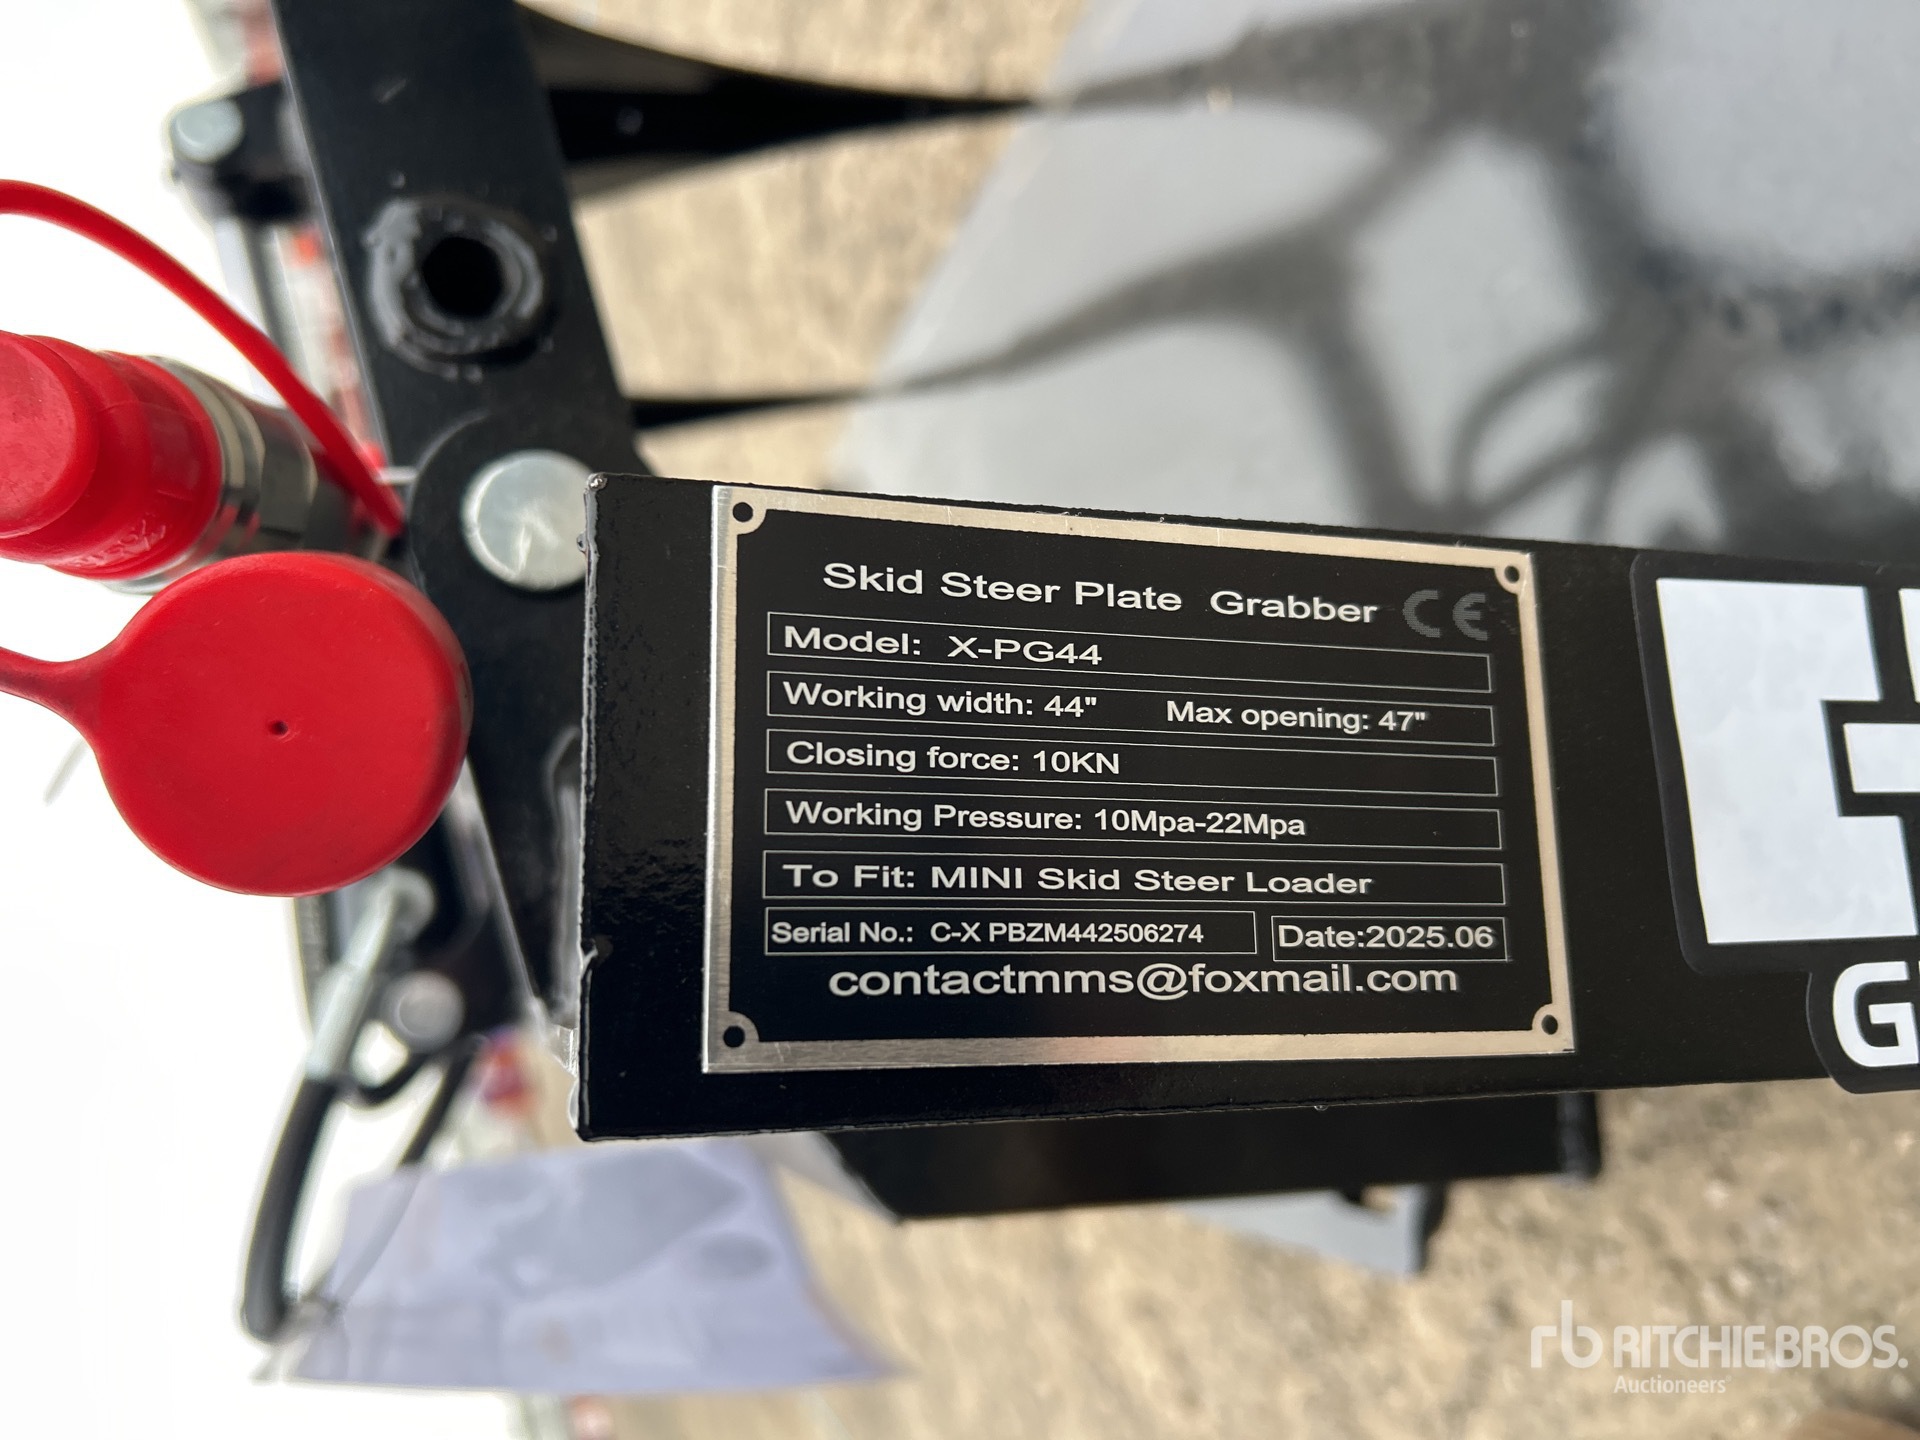 Skid Steer Plate Grabber CE
Model: X-PG44
Working width: 44" Max opening: 47"
Closing force: 10KN
Working Pressure: 10Mpa-22Mpa
To Fit: MINI Skid Steer Loader
Serial No.: C-X PBZM442506274 Date:2025.06
contactmms@foxmail.com
G
rb RITCHIE BROS.
Auctioneers